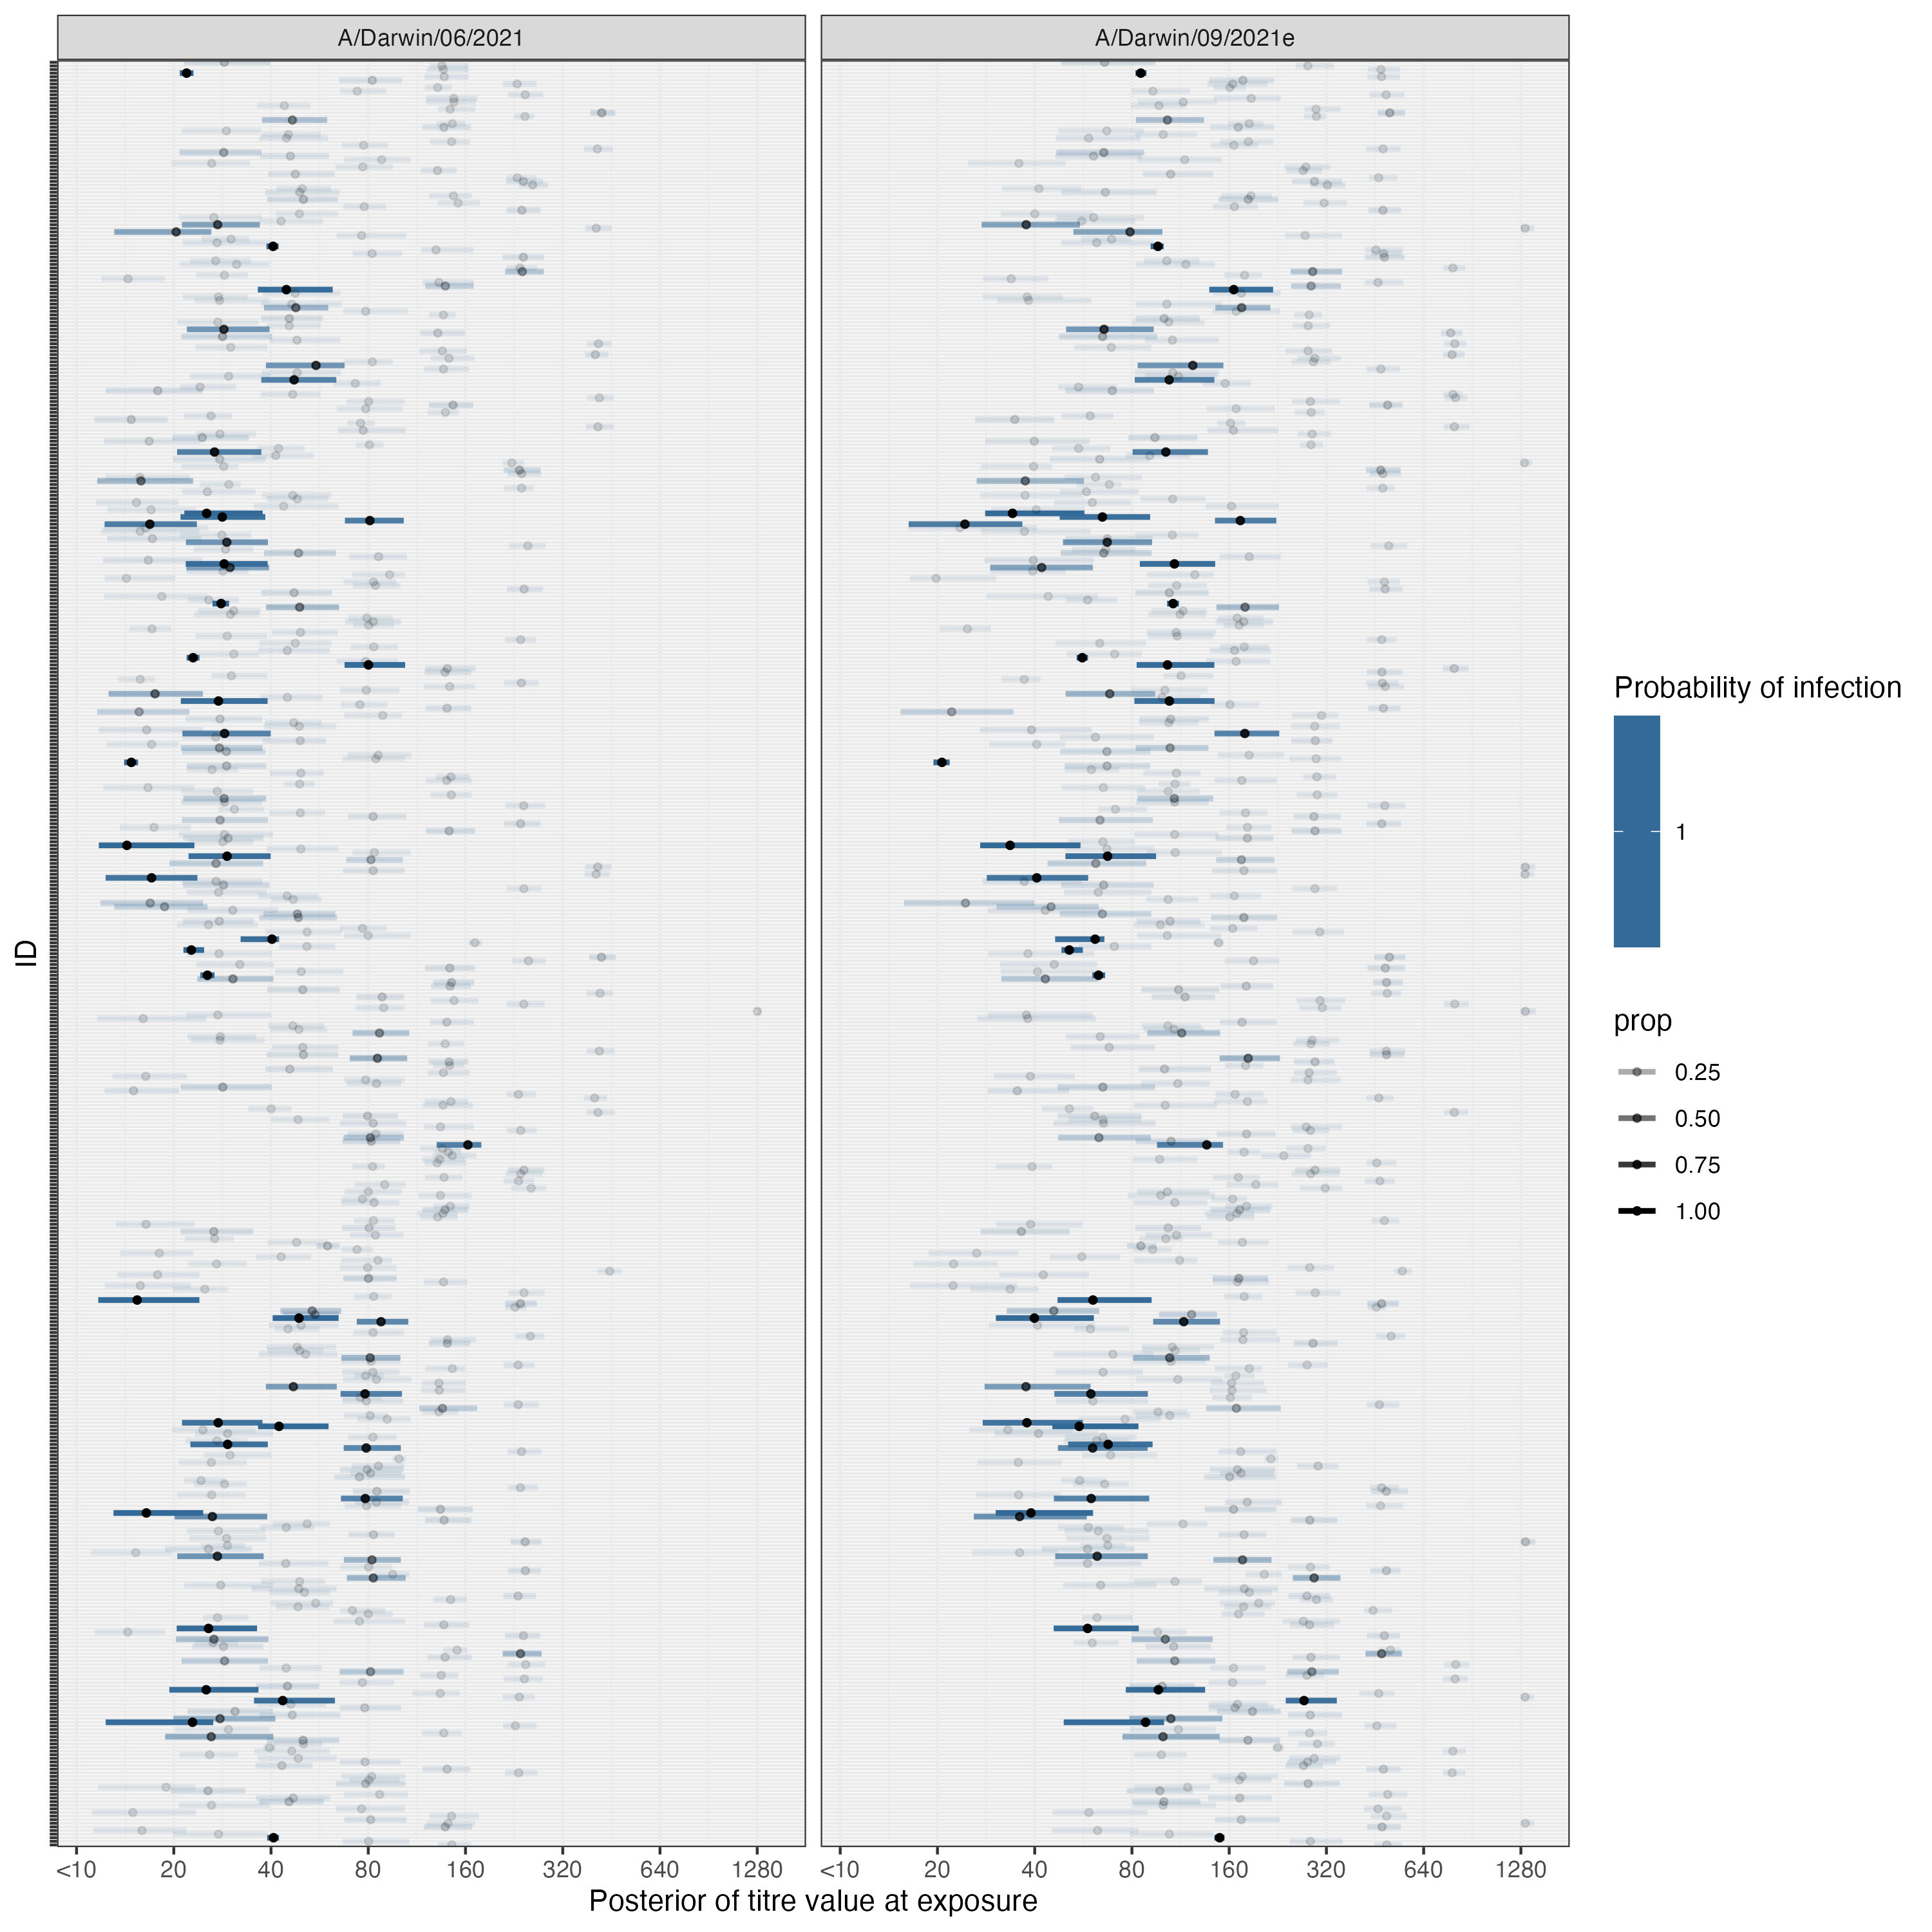 A/Darwin/06/2021
A/Darwin/09/2021e
ID
<10 20 40 80 160 320 640 1280
<10 20 40 80 160 320 640 1280
Posterior of titre value at exposure
Probability of infection
1
prop
0.25
0.50
0.75
1.00